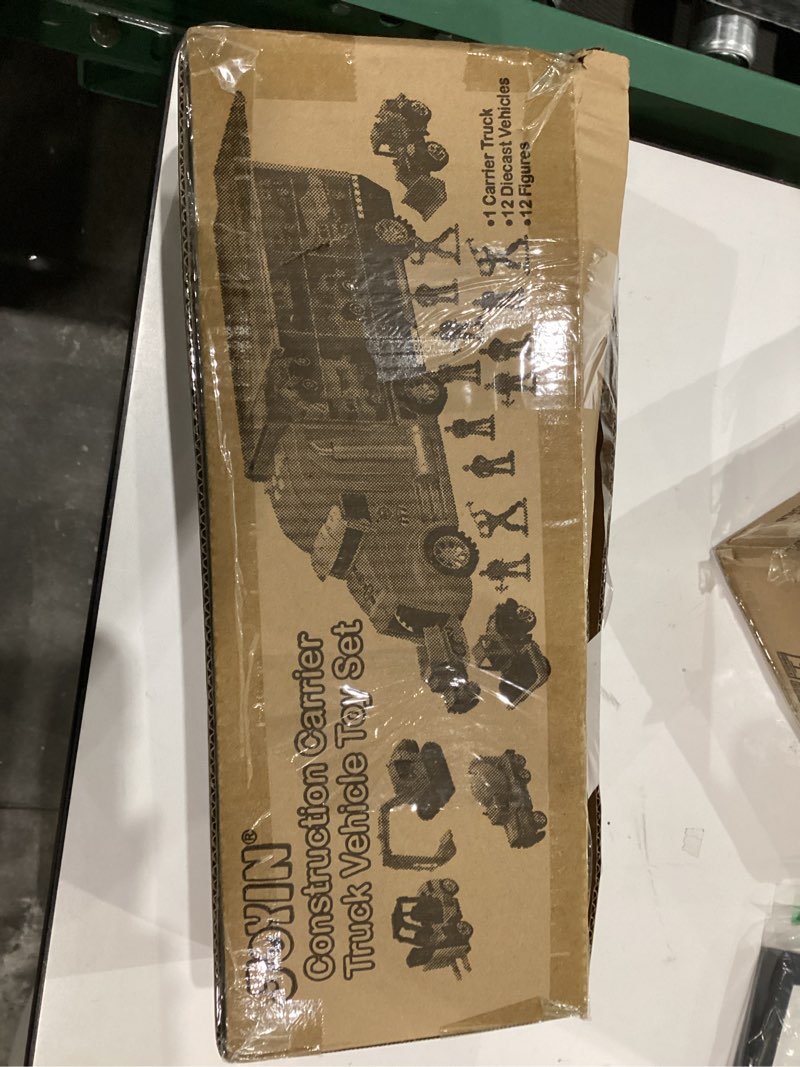 JOYIN®
Construction Carrier
Truck Vehicle Toy Set
•1 Carrier Truck
•12 Diecast Vehicles
•12 Figures